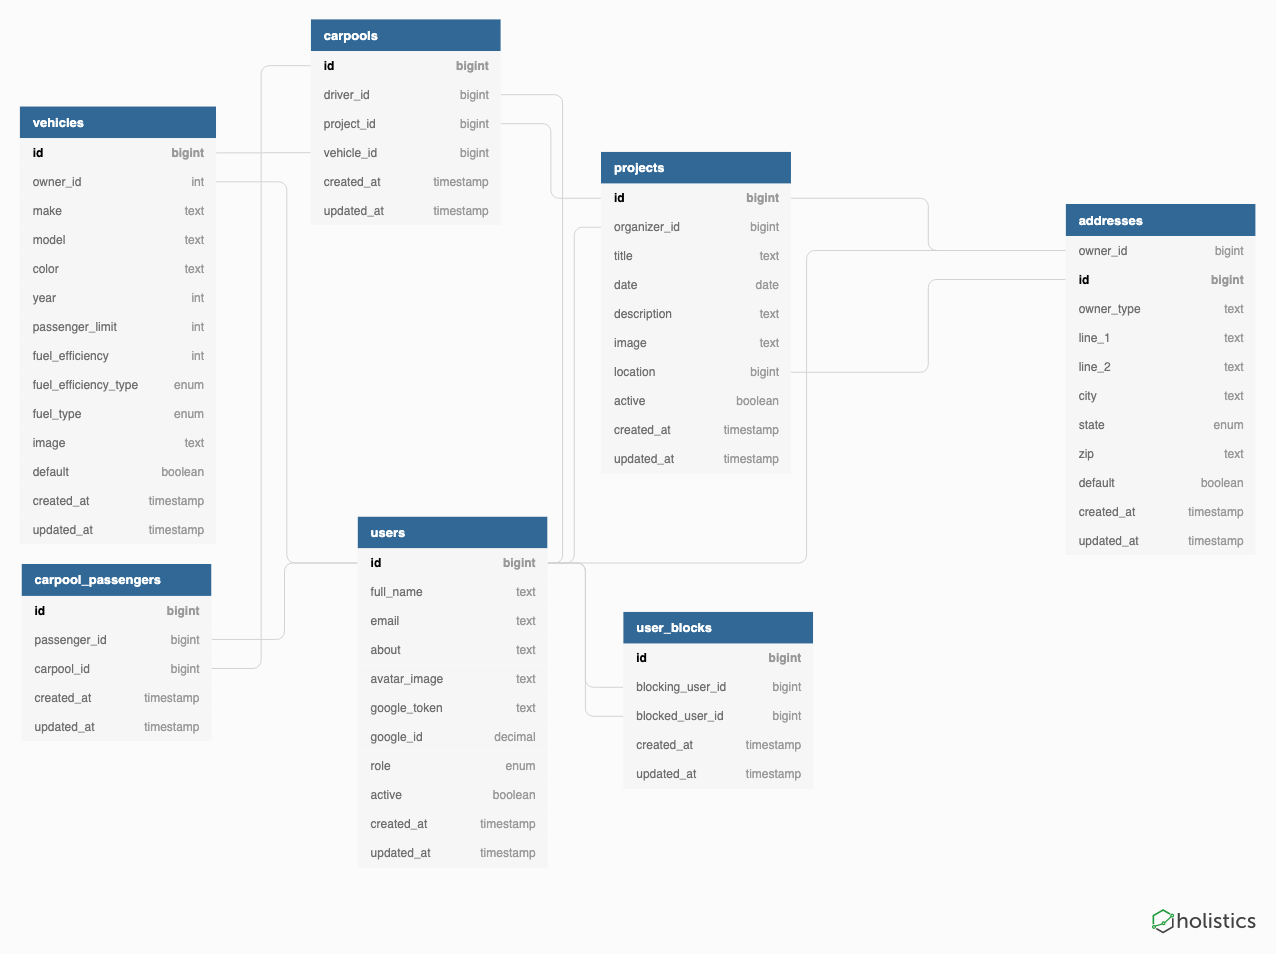 carpools
id bigint
driver_id bigint
project_id bigint
vehicle_id bigint
created_at timestamp
updated_at timestamp
vehicles
id bigint
owner_id int
make text
model text
color text
year int
passenger_limit int
fuel_efficiency int
fuel_efficiency_type enum
fuel_type enum
image text
default boolean
created_at timestamp
updated_at timestamp
projects
id bigint
organizer_id bigint
title text
date date
description text
image text
location bigint
active boolean
created_at timestamp
updated_at timestamp
addresses
owner_id bigint
id bigint
owner_type text
line_1 text
line_2 text
city text
state enum
zip text
default boolean
created_at timestamp
updated_at timestamp
users
id bigint
full_name text
email text
about text
avatar_image text
google_token text
google_id decimal
role enum
active boolean
created_at timestamp
updated_at timestamp
carpool_passengers
id bigint
passenger_id bigint
carpool_id bigint
created_at timestamp
updated_at timestamp
user_blocks
id bigint
blocking_user_id bigint
blocked_user_id bigint
created_at timestamp
updated_at timestamp
holistics